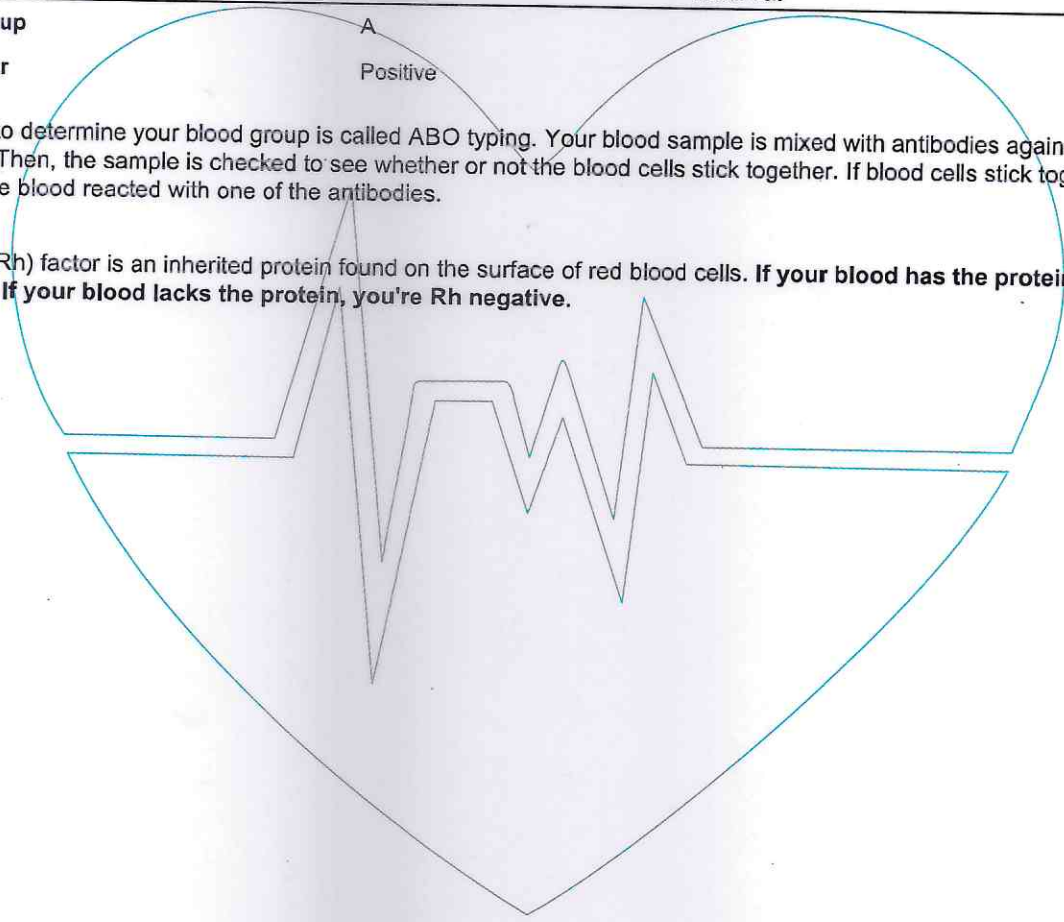 up A
r Positive
o determine your blood group is called ABO typing. Your blood sample is mixed with antibodies again
Then, the sample is checked to see whether or not the blood cells stick together. If blood cells stick tog
e blood reacted with one of the antibodies.
Rh) factor is an inherited protein found on the surface of red blood cells. If your blood has the protein
If your blood lacks the protein, you're Rh negative.